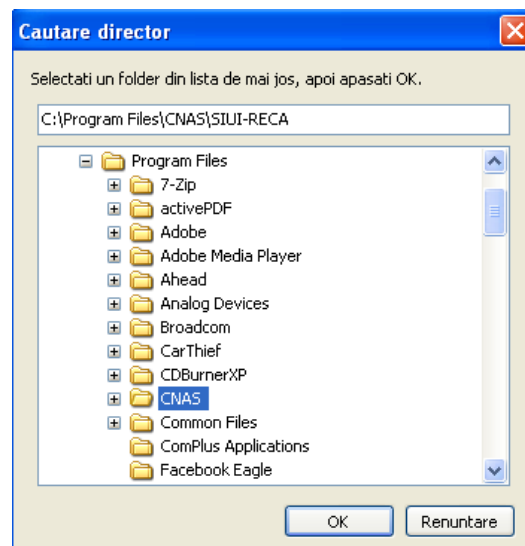 Cautare director
Selectati un folder din lista de mai jos, apoi apasati OK.
C:\Program Files\CNAS\SIUI-RECA
Program Files
7-Zip
activePDF
Adobe
Adobe Media Player
Ahead
Analog Devices
Broadcom
CarThief
CDBurnerXP
CNAS
Common Files
ComPlus Applications
Facebook Eagle
OK Renuntare